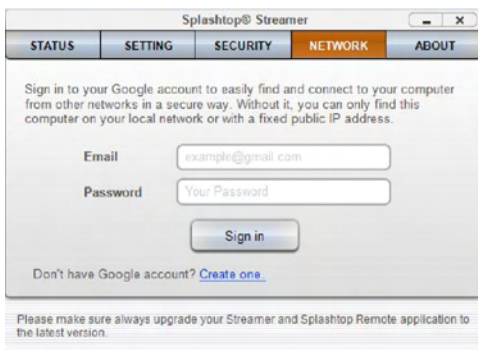 Splashtop® Streamer
STATUS SETTING SECURITY NETWORK ABOUT
Sign in to your Google account to easily find and connect to your computer
from other networks in a secure way. Without it, you can only find this
computer on your local network or with a fixed public IP address.
Email example@gmail.com
Password Your Password
Sign in
Don't have Google account? Create one.
Please make sure always upgrade your Streamer and Splashtop Remote application to
the latest version.